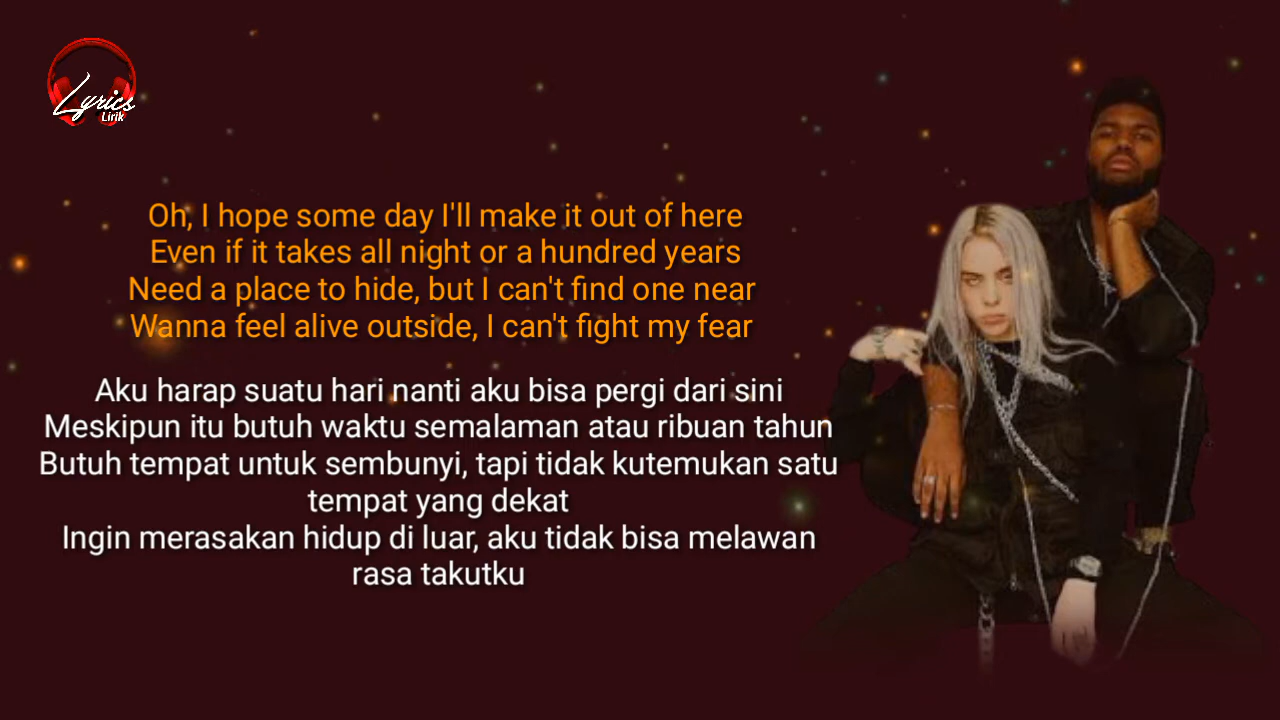 Lyrics
Lirik
Oh, I hope some day I'll make it out of here
Even if it takes all night or a hundred years
Need a place to hide, but I can't find one near
Wanna feel alive outside, I can't fight my fear
Aku harap suatu hari nanti aku bisa pergi dari sini
Meskipun itu butuh waktu semalaman atau ribuan tahun
Butuh tempat untuk sembunyi, tapi tidak kutemukan satu
tempat yang dekat
Ingin merasakan hidup di luar, aku tidak bisa melawan
rasa takutku